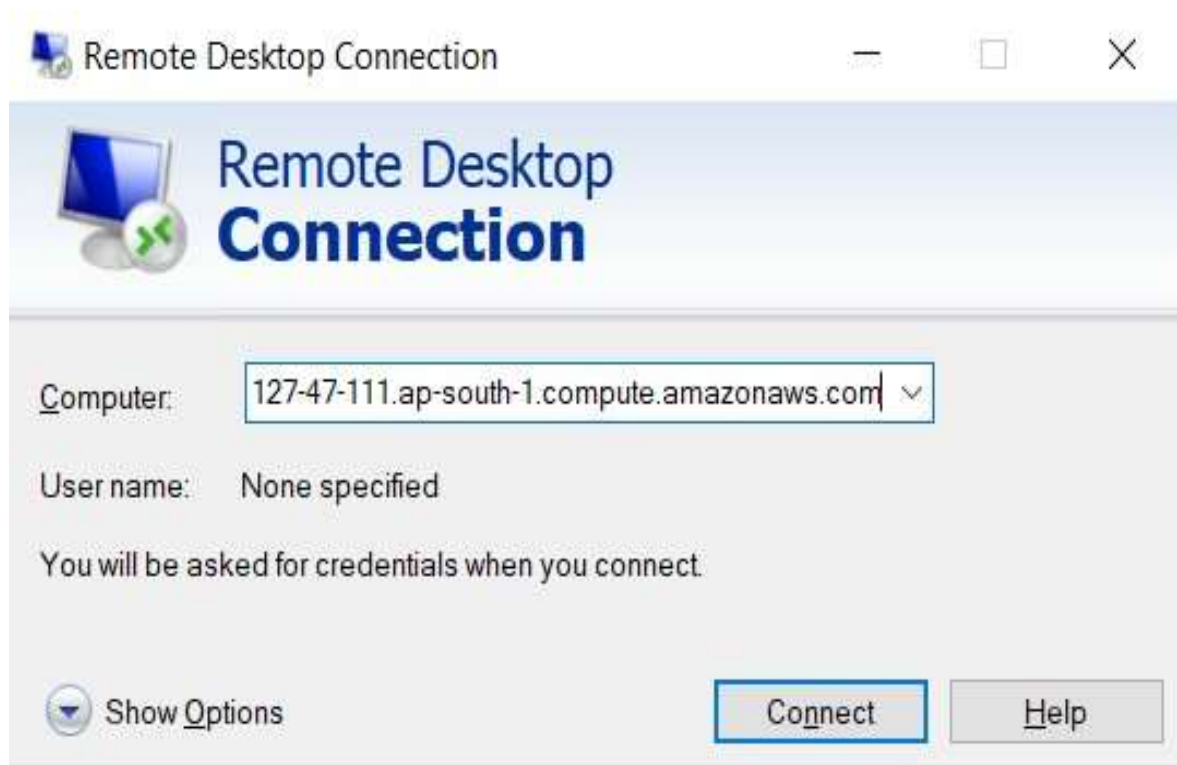 Remote Desktop Connection
Remote Desktop
Connection
Computer: 127-47-111.ap-south-1.compute.amazonaws.com
User name: None specified
You will be asked for credentials when you connect.
Show Options Connect Help